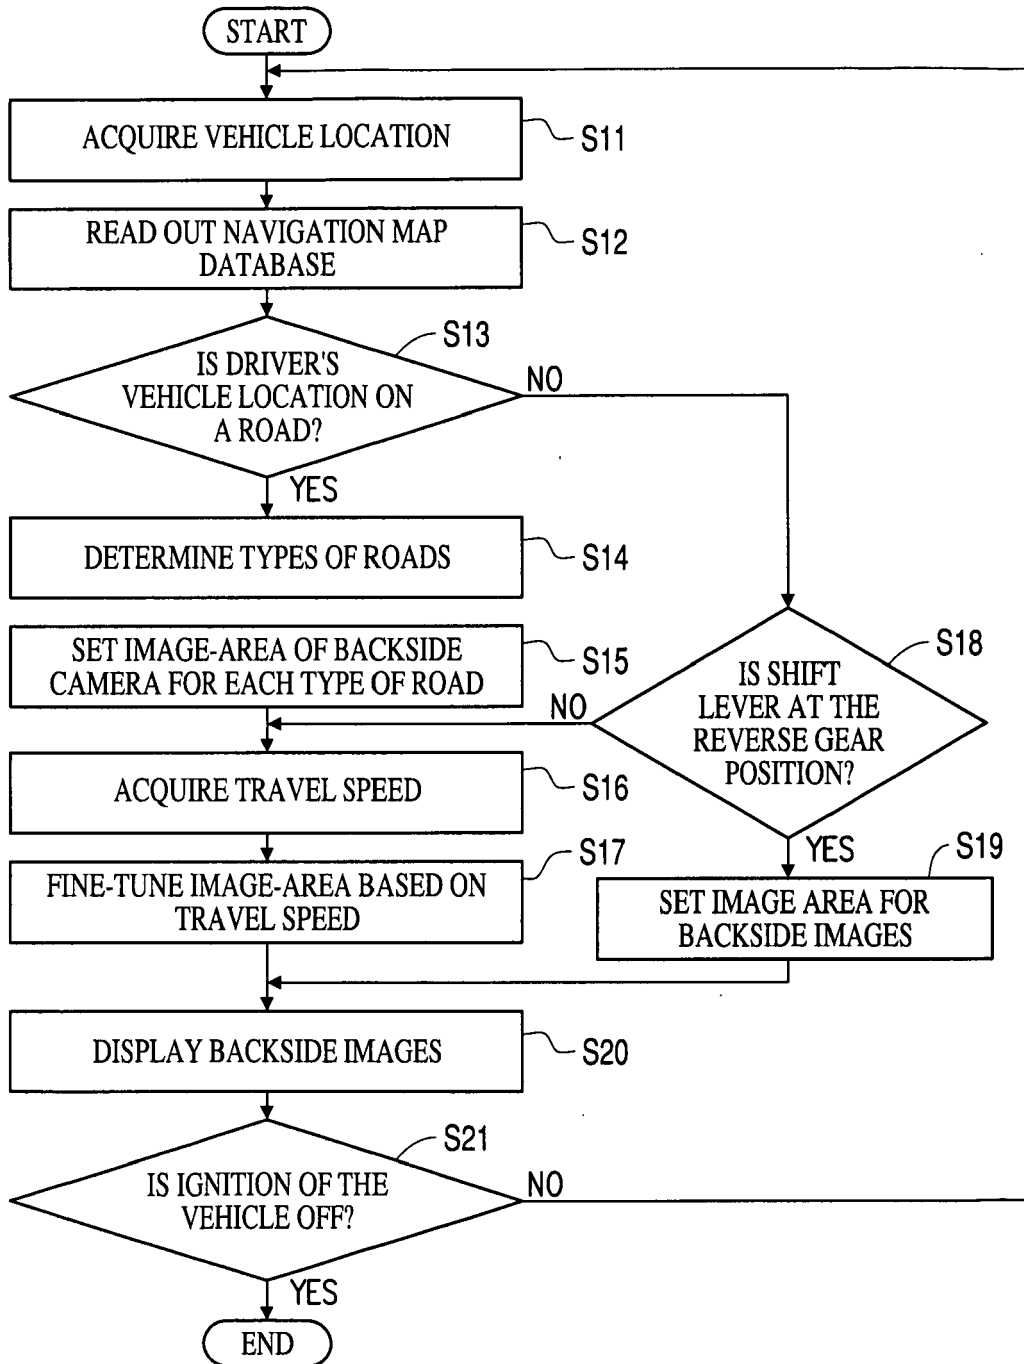 START
ACQUIRE VEHICLE LOCATION
S11
READ OUT NAVIGATION MAP
DATABASE
S12
IS DRIVER'S
VEHICLE LOCATION ON
A ROAD?
S13
NO
YES
DETERMINE TYPES OF ROADS
S14
SET IMAGE-AREA OF BACKSIDE
CAMERA FOR EACH TYPE OF ROAD
S15
IS SHIFT
LEVER AT THE
REVERSE GEAR
POSITION?
S18
NO
YES
ACQUIRE TRAVEL SPEED
S16
FINE-TUNE IMAGE-AREA BASED ON
TRAVEL SPEED
S17
SET IMAGE AREA FOR
BACKSIDE IMAGES
S19
DISPLAY BACKSIDE IMAGES
S20
IS IGNITION OF THE
VEHICLE OFF?
S21
NO
YES
END